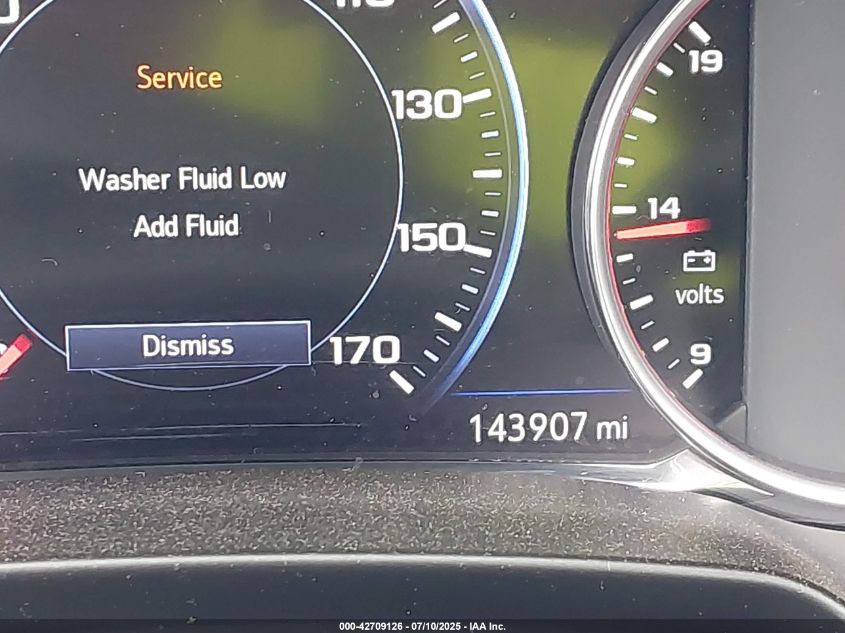 Service
Washer Fluid Low
Add Fluid
Dismiss
130
150
170
143907 mi
19
14
volts
9
000-42709126 - 07/10/2025 - IAA Inc.